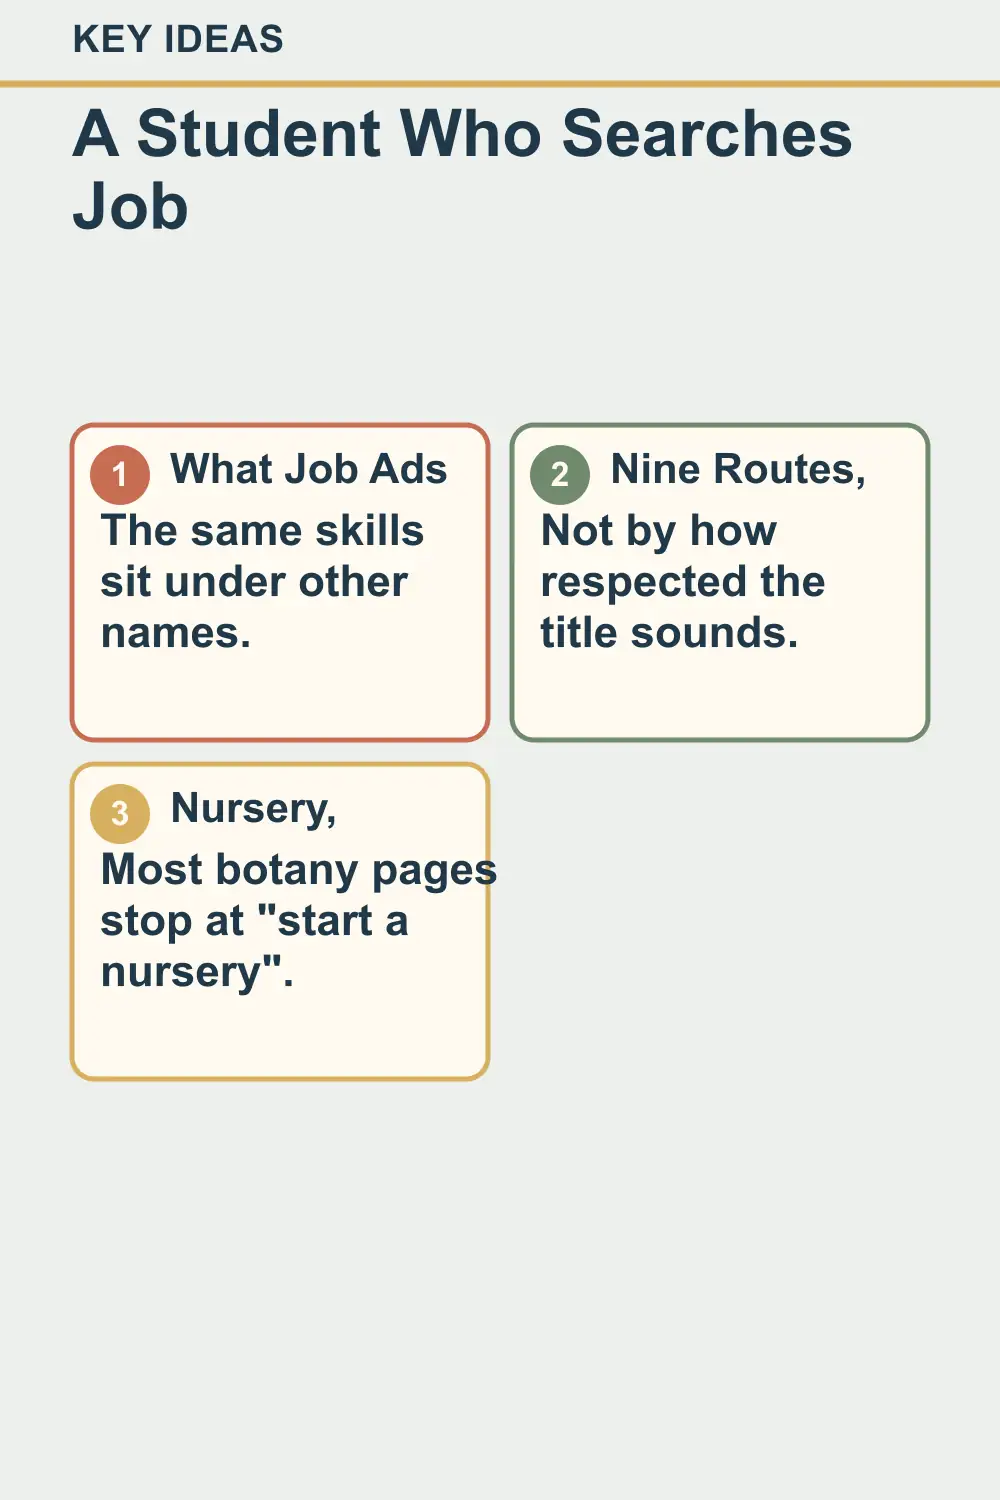 KEY IDEAS
A Student Who Searches
Job
1 What Job Ads
The same skills
sit under other
names.
2 Nine Routes,
Not by how
respected the
title sounds.
3 Nursery,
Most botany pages
stop at "start a
nursery".